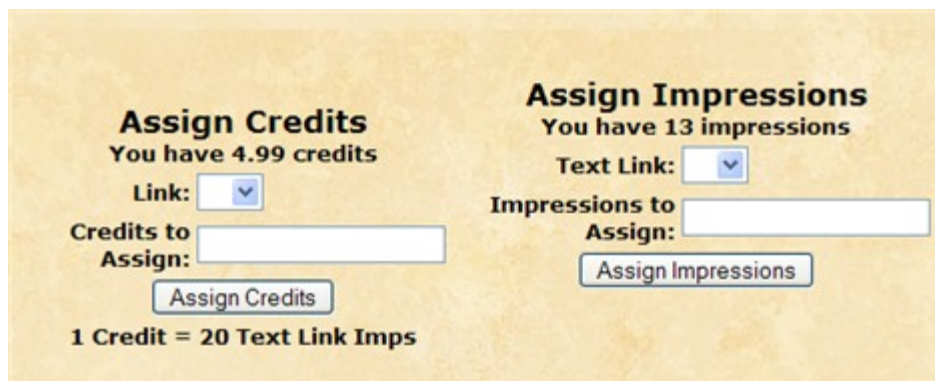 Assign Credits
You have 4.99 credits
Link:
Credits to
Assign:
Assign Credits
1 Credit = 20 Text Link Imps
Assign Impressions
You have 13 impressions
Text Link:
Impressions to
Assign:
Assign Impressions